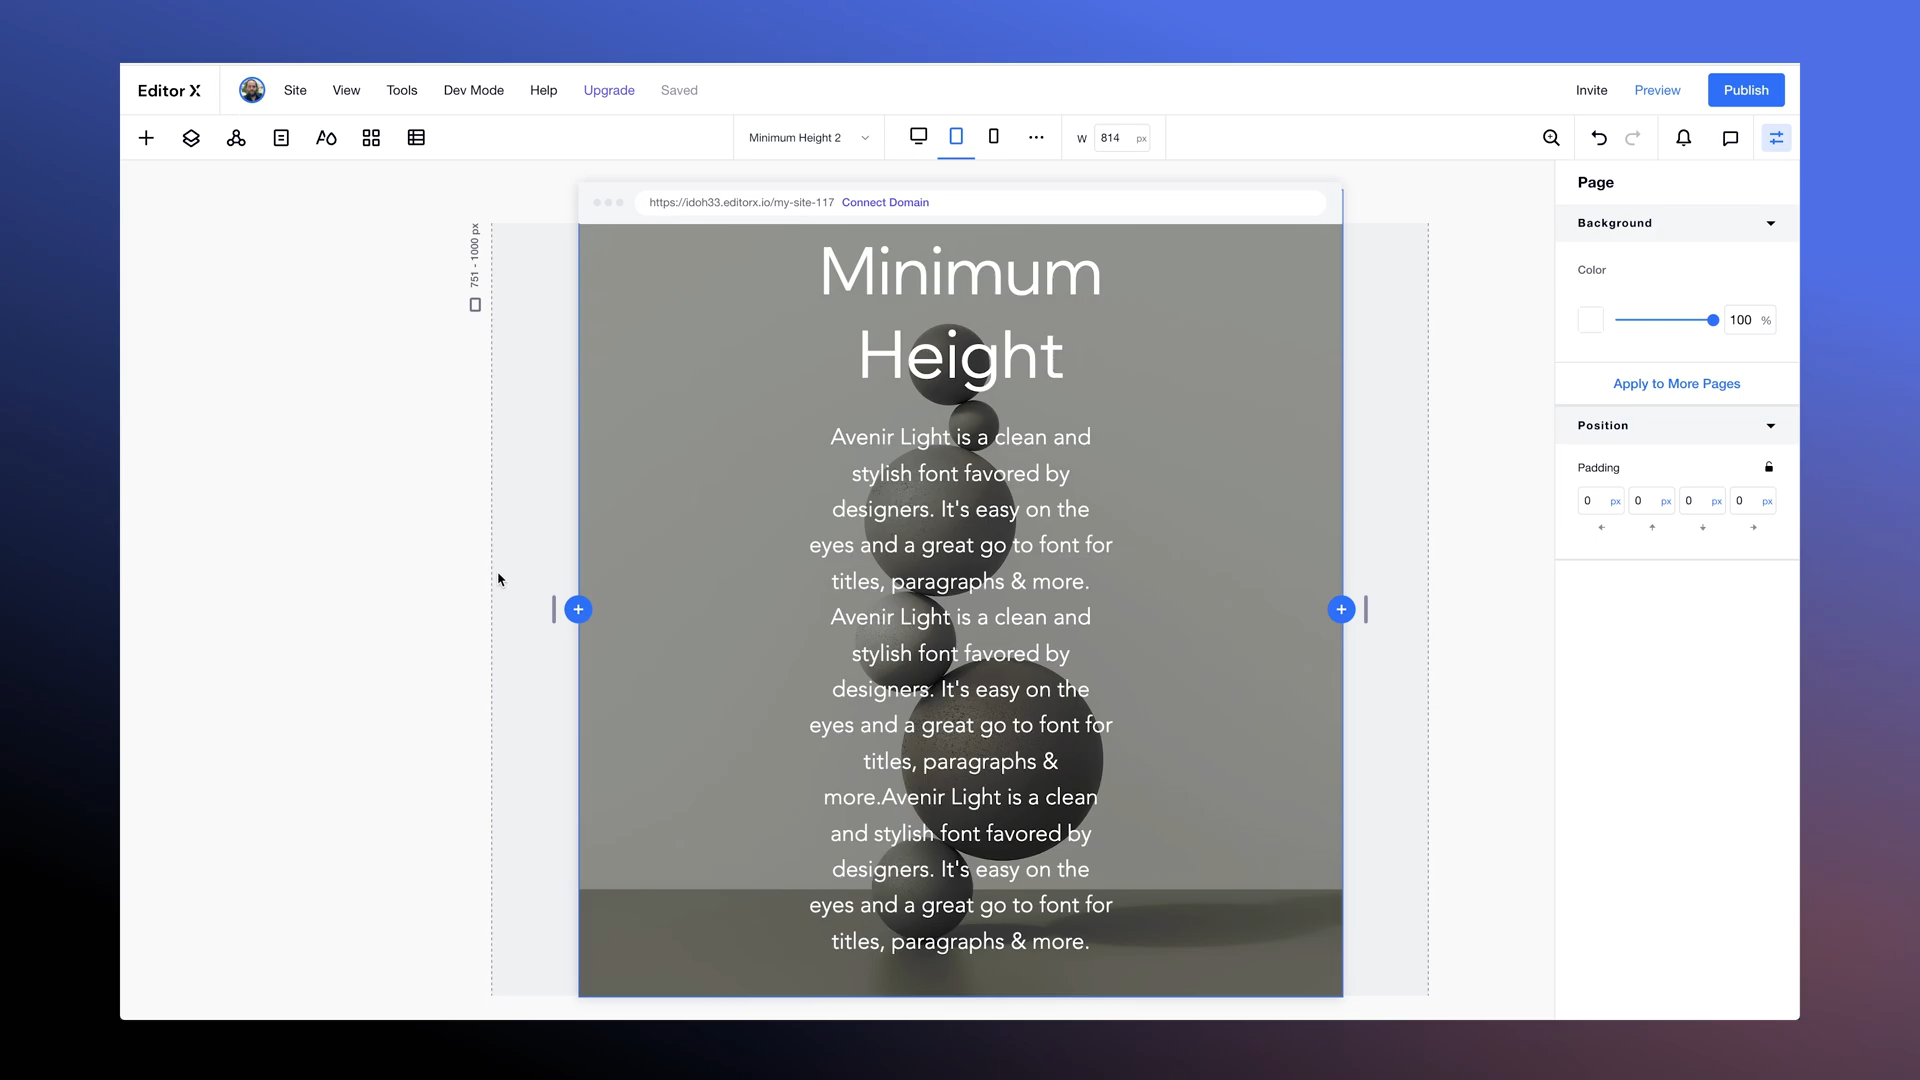 Editor X
Site
View
Tools
Dev Mode
Help
Upgrade
Saved
Invite
Preview
Publish
Minimum Height 2
W 814 px
https://idoh33.editorx.io/my-site-117 Connect Domain
751 - 1000 px
Minimum
Height
Avenir Light is a clean and
stylish font favored by
designers. It's easy on the
eyes and a great go to font for
titles, paragraphs & more.
Avenir Light is a clean and
stylish font favored by
designers. It's easy on the
eyes and a great go to font for
titles, paragraphs &
more.Avenir Light is a clean
and stylish font favored by
designers. It's easy on the
eyes and a great go to font for
titles, paragraphs & more.
Page
Background
Color
100 %
Apply to More Pages
Position
Padding
0 px 0 px 0 px 0 px